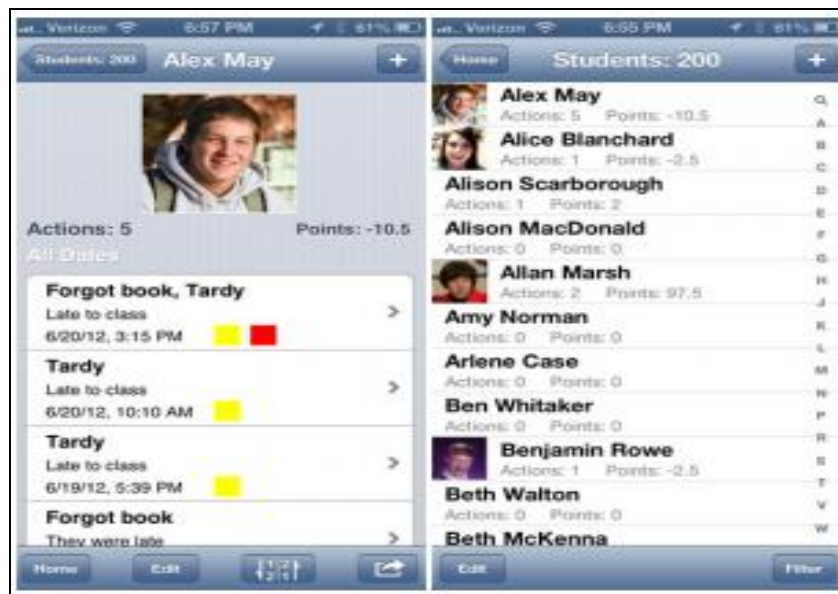 Verizon 6:57 PM 61%
Students: 200 Alex May +
Actions: 5 Points: -10.5
All Dates
Forgot book, Tardy
Late to class
6/20/12, 3:15 PM
Tardy
Late to class
6/20/12, 10:10 AM
Tardy
Late to class
6/19/12, 5:39 PM
Forgot book
They were late
Home Edit
Verizon 6:55 PM 61%
Home Students: 200 +
Alex May
Actions: 5 Points: -10.5
Alice Blanchard
Actions: 1 Points: -2.5
Alison Scarborough
Actions: 1 Points: 2
Alison MacDonald
Actions: 0 Points: 0
Allan Marsh
Actions: 2 Points: 97.5
Amy Norman
Actions: 0 Points: 0
Arlene Case
Actions: 0 Points: 0
Ben Whitaker
Actions: 0 Points: 0
Benjamin Rowe
Actions: 1 Points: -2.5
Beth Walton
Actions: 0 Points: 0
Beth McKenna
A
B
C
D
E
F
G
H
J
K
L
M
N
P
R
S
T
V
W
Edit Filter